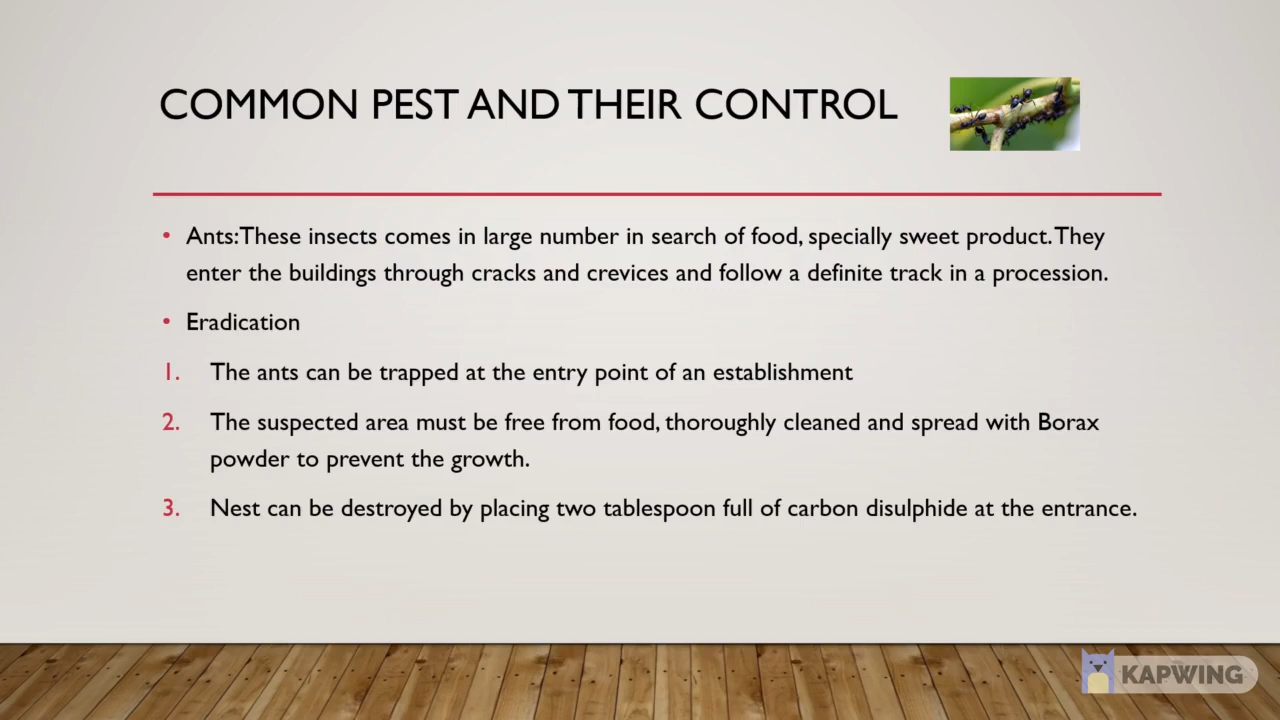 COMMON PEST AND THEIR CONTROL
• Ants: These insects comes in large number in search of food, specially sweet product. They
enter the buildings through cracks and crevices and follow a definite track in a procession.
• Eradication
1. The ants can be trapped at the entry point of an establishment
2. The suspected area must be free from food, thoroughly cleaned and spread with Borax
powder to prevent the growth.
3. Nest can be destroyed by placing two tablespoon full of carbon disulphide at the entrance.
KAPWING